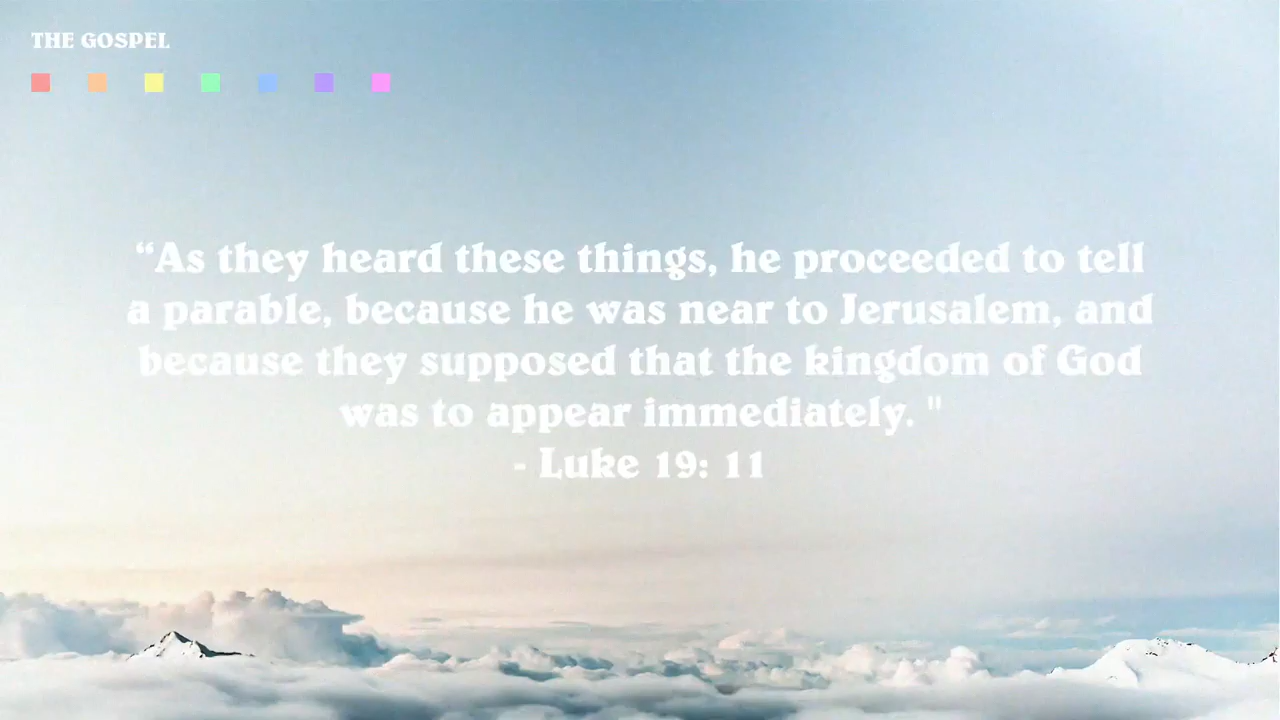 THE GOSPEL
“As they heard these things, he proceeded to tell
a parable, because he was near to Jerusalem, and
because they supposed that the kingdom of God
was to appear immediately. "
- Luke 19: 11